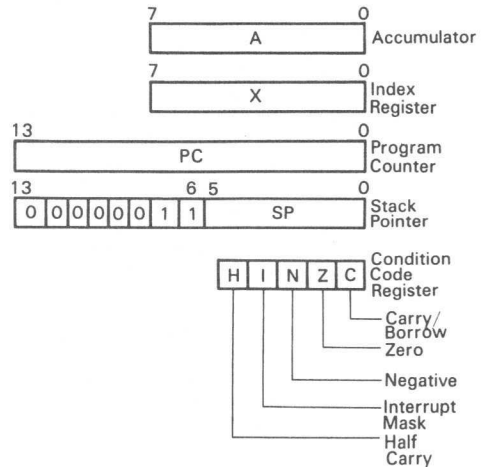 7 0
A Accumulator
7 0
X Index
Register
13 0
PC Program
Counter
13 6 5 0
0 0 0 0 0 0 1 1 SP Stack
Pointer
H I N Z C Condition
Code
Register
Carry/
Borrow
Zero
Negative
Interrupt
Mask
Half
Carry